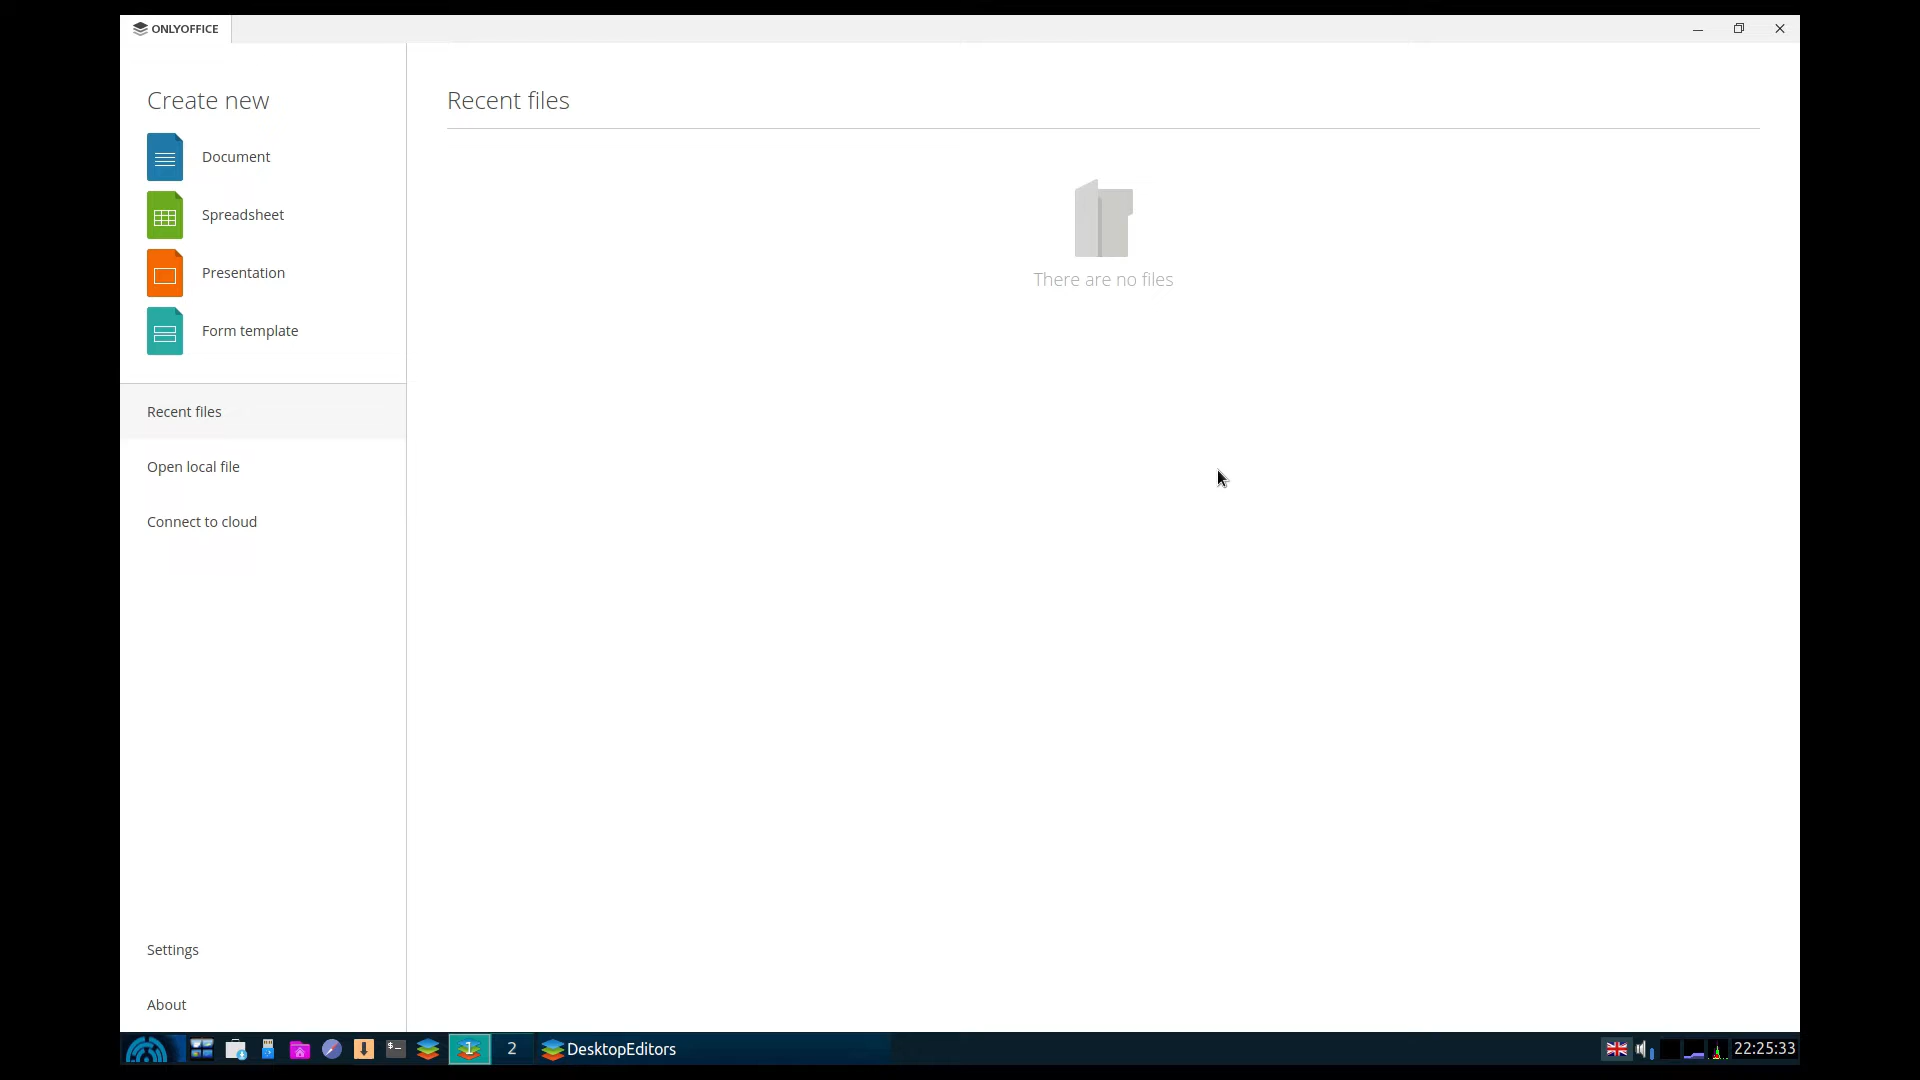 ONLYOFFICE
Create new
Document
Spreadsheet
Presentation
Form template
Recent files
Open local file
Connect to cloud
Settings
About
Recent files
There are no files
1
2
DesktopEditors
22:25:33